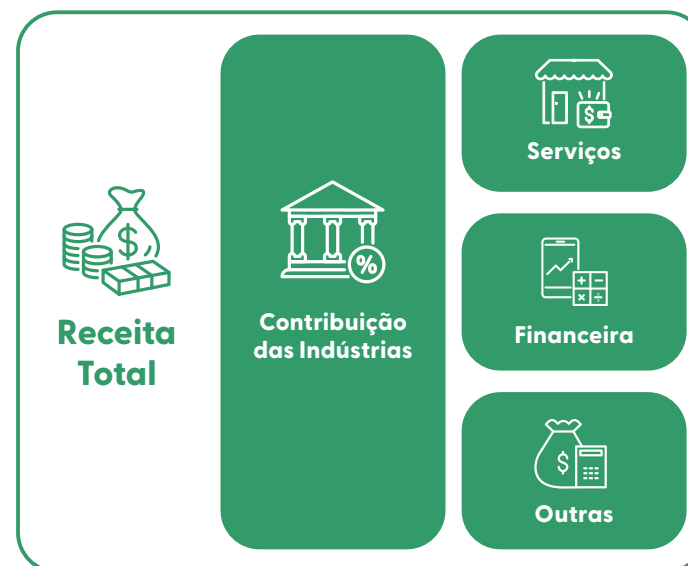 Receita
Total
Contribuição
das Indústrias
Serviços
Financeira
Outras